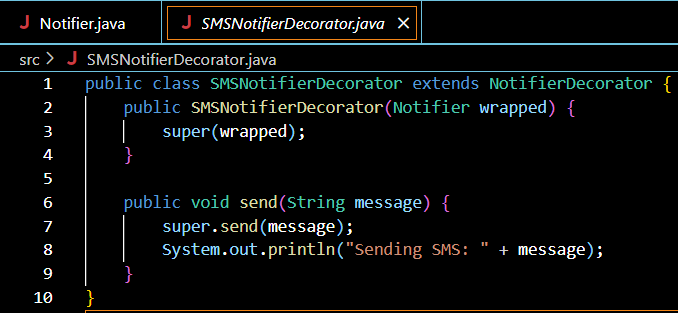 J Notifier.java J SMSNotifierDecorator.java ×
src > J SMSNotifierDecorator.java
1 public class SMSNotifierDecorator extends NotifierDecorator {
2     public SMSNotifierDecorator(Notifier wrapped) {
3         super(wrapped);
4     }
5
6     public void send(String message) {
7         super.send(message);
8         System.out.println("Sending SMS: " + message);
9     }
10 }